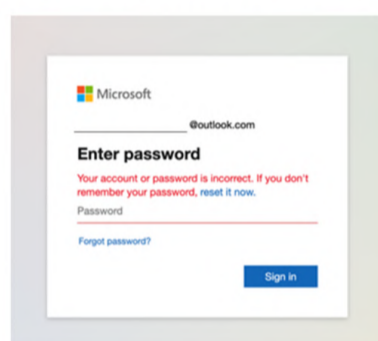 Microsoft
@outlook.com
Enter password
Your account or password is incorrect. If you don't
remember your password, reset it now.
Password
Forgot password?
Sign in